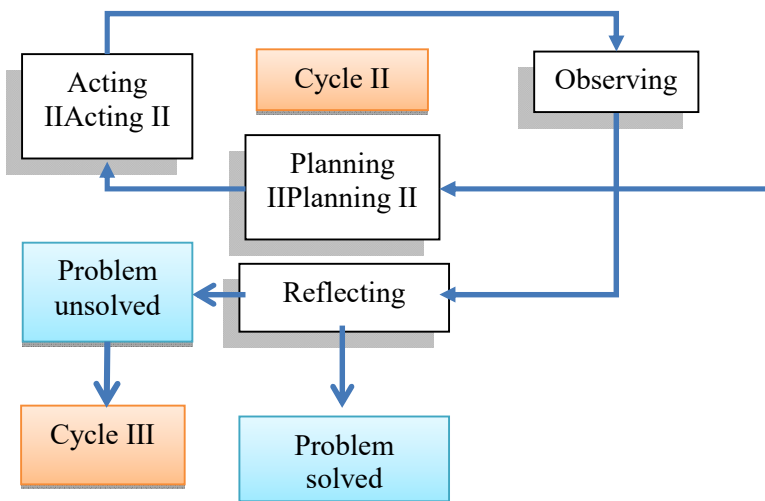 Acting
IIActing II
Cycle II
Observing
Planning
IIPlanning II
Problem
unsolved
Reflecting
Cycle III
Problem
solved